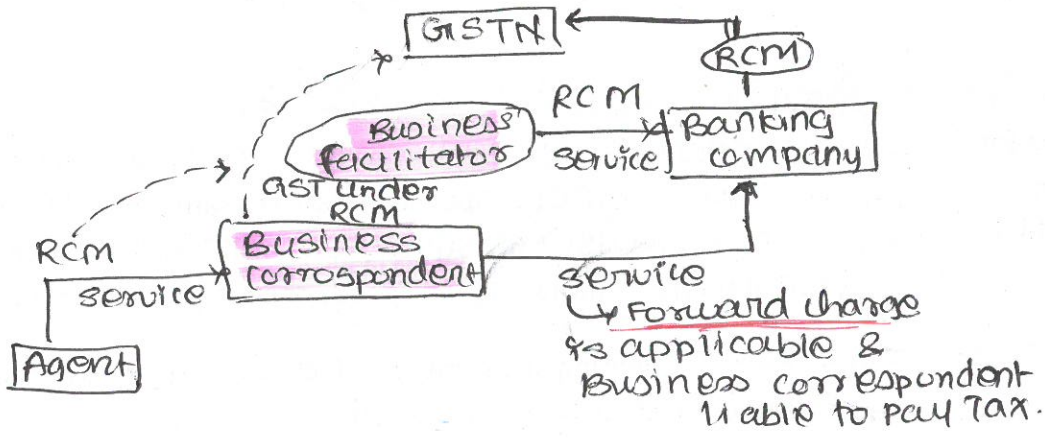 GSTN
RCM
RCM
Business
facilitator
service
Banking
company
GST under
RCM
RCM
service
Business
corrospondent
service
↳ Forward charge
is applicable &
Business correspondent
liable to pay Tax.
Agent